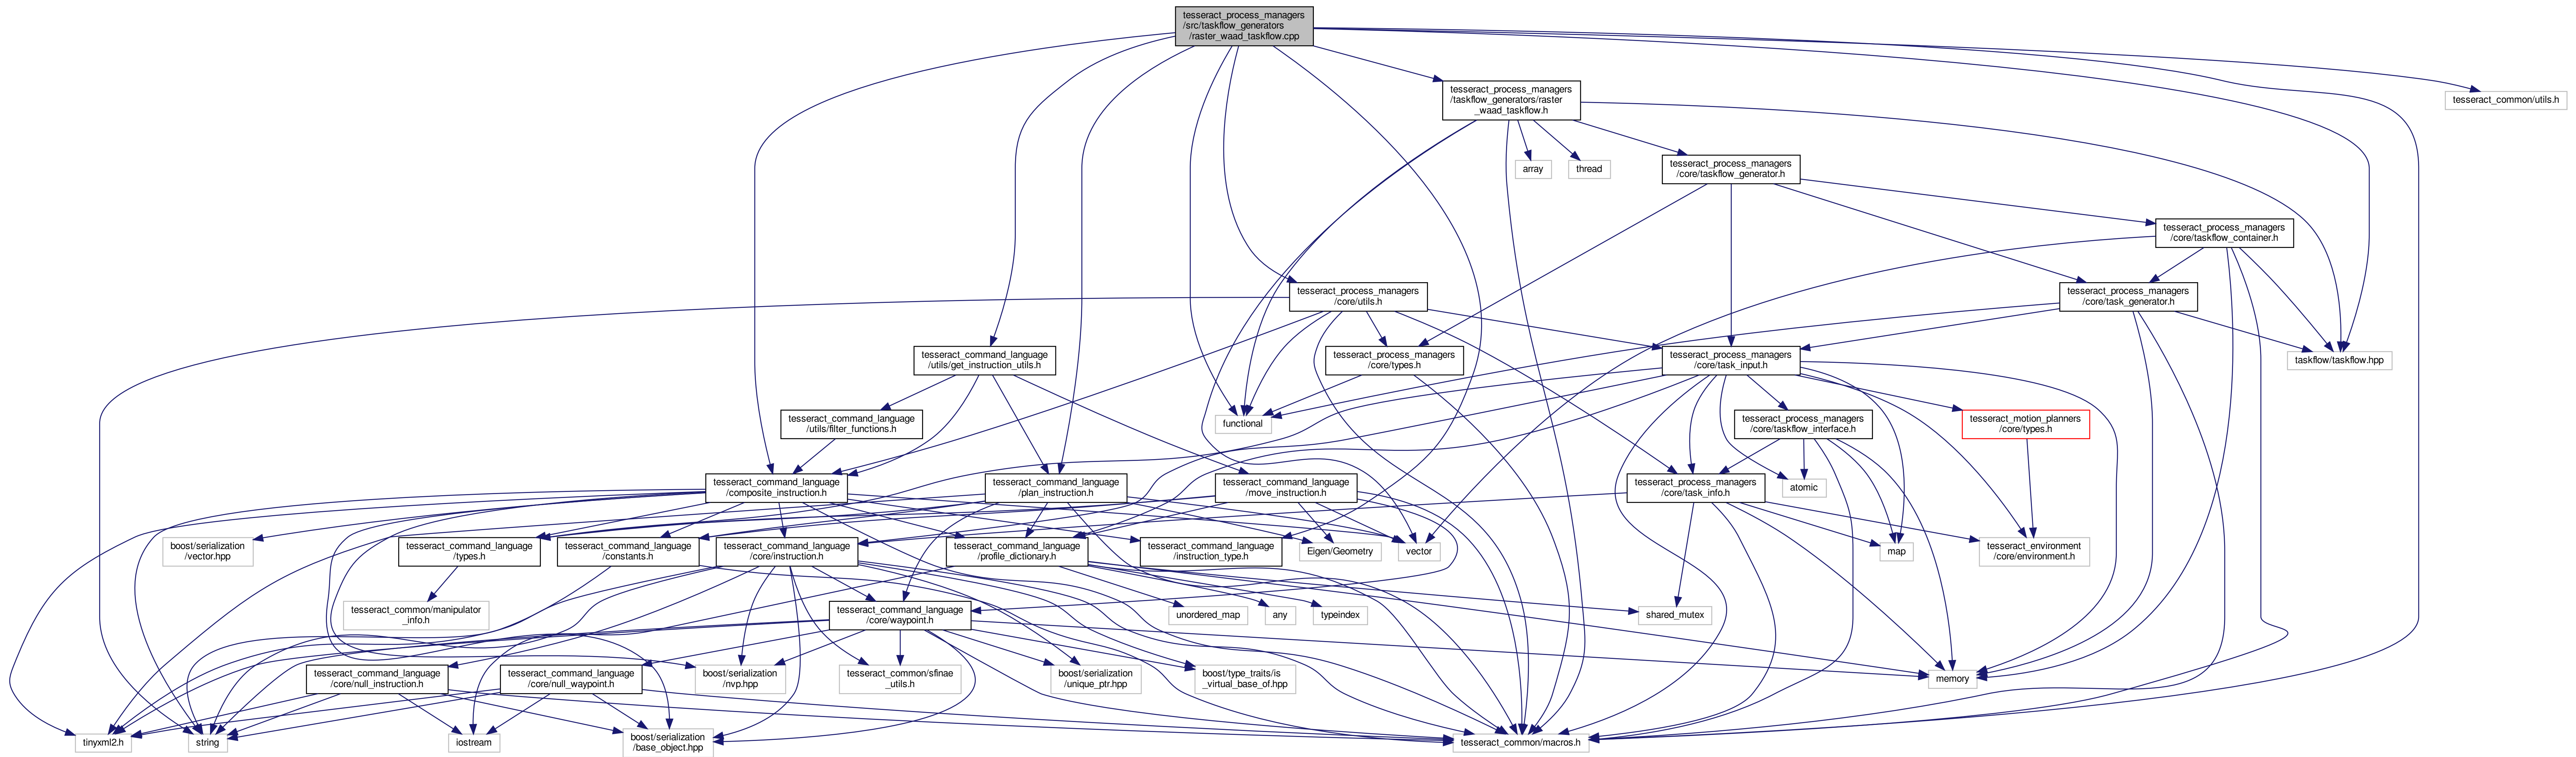 tesseract_process_managers
/src/taskflow_generators
/raster_waad_taskflow.cpp
tesseract_process_managers
/taskflow_generators/raster
_waad_taskflow.h
tesseract_common/utils.h
array
thread
tesseract_process_managers
/core/taskflow_generator.h
tesseract_process_managers
/core/taskflow_container.h
tesseract_process_managers
/core/utils.h
tesseract_process_managers
/core/task_generator.h
tesseract_command_language
/utils/get_instruction_utils.h
tesseract_process_managers
/core/types.h
tesseract_process_managers
/core/task_input.h
taskflow/taskflow.hpp
tesseract_command_language
/utils/filter_functions.h
functional
tesseract_process_managers
/core/taskflow_interface.h
tesseract_motion_planners
/core/types.h
tesseract_command_language
/composite_instruction.h
tesseract_command_language
/plan_instruction.h
tesseract_command_language
/move_instruction.h
tesseract_process_managers
/core/task_info.h
atomic
boost/serialization
/vector.hpp
tesseract_command_language
/types.h
tesseract_command_language
/constants.h
tesseract_command_language
/core/instruction.h
tesseract_command_language
/profile_dictionary.h
tesseract_command_language
/instruction_type.h
Eigen/Geometry
vector
map
tesseract_environment
/core/environment.h
tesseract_common/manipulator
_info.h
tesseract_command_language
/core/waypoint.h
unordered_map
any
typeindex
shared_mutex
tesseract_command_language
/core/null_instruction.h
tesseract_command_language
/core/null_waypoint.h
boost/serialization
/nvp.hpp
tesseract_common/sfinae
_utils.h
boost/serialization
/unique_ptr.hpp
boost/type_traits/is
_virtual_base_of.hpp
memory
tinyxml2.h
string
iostream
boost/serialization
/base_object.hpp
tesseract_common/macros.h